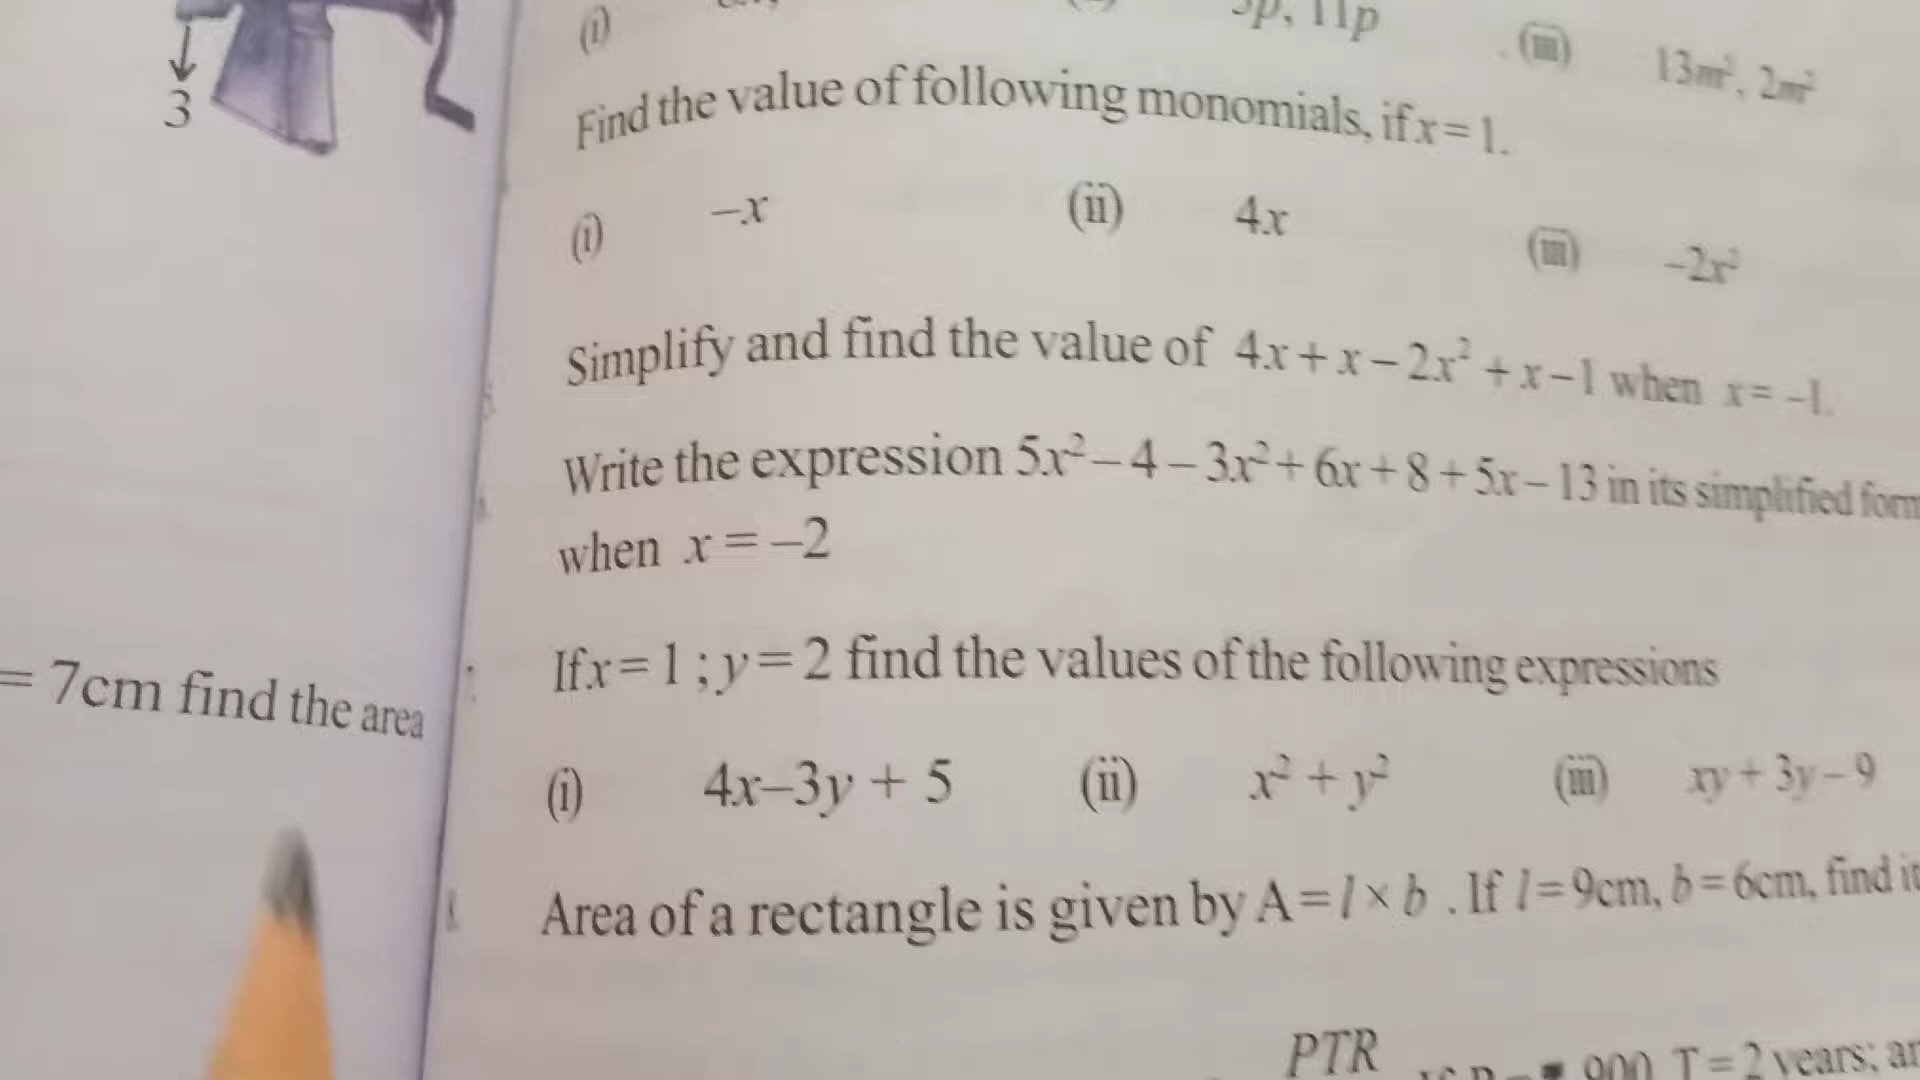 3
(i)
3p, 11p
(iii) 13m², 2m²
Find the value of following monomials, if x = 1.
(i) –x (ii) 4x (iii) –2x²
Simplify and find the value of 4x + x – 2x² + x – 1 when x = –1.
Write the expression 5x² – 4 – 3x² + 6x + 8 + 5x – 13 in its simplified form
when x = –2
If x = 1 ; y = 2 find the values of the following expressions
(i) 4x–3y + 5 (ii) x² + y² (iii) xy + 3y – 9
= 7cm find the area
Area of a rectangle is given by A = l × b . If l = 9cm, b = 6cm, find
PTR
900, T = 2 years;